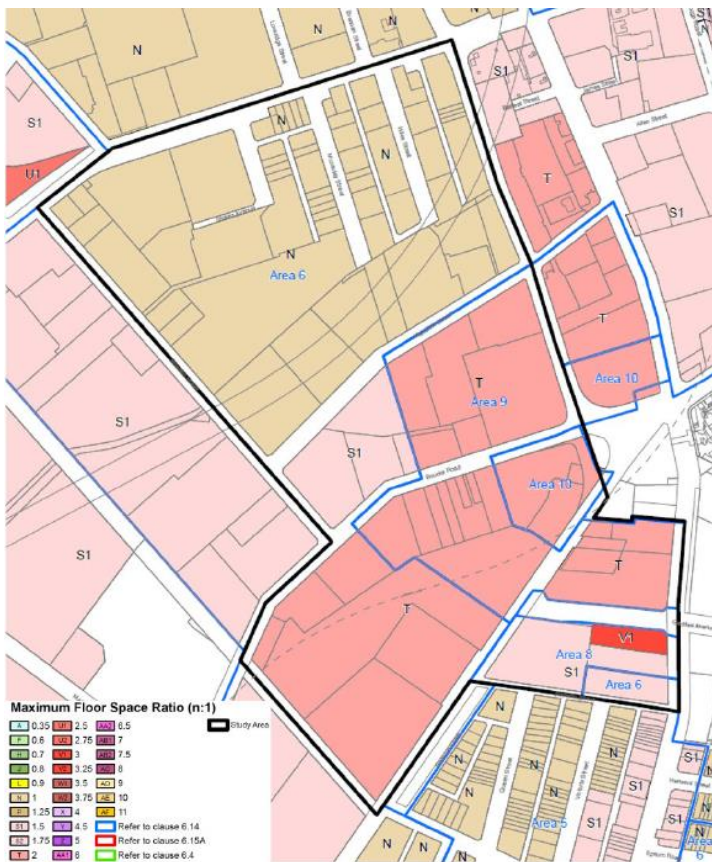 N
N
N
N
S1
S1
S1
U1
N
N
N
T
S1
Area 6
N
T
T
Area 9
Area 10
S1
S1
Bourke Road
Area 10
S1
T
T
V1
Area 8
S1
Area 6
N
N
N
N
Queen Street
Victoria Street
Area 5
S1
S1
N
N
N
Maximum Floor Space Ratio (n:1)
0.35
0.6
0.7
0.8
0.9
N 1
1.25
S1 1.5
S2 1.75
T 2
U1 2.5
U2 2.75
V1 3
V2 3.25
W1 3.5
3.75
X 4
Y 4.5
Z 5
AA1 6
6.5
AB1 7
7.5
8
AD 9
AE 10
AF 11
Study Area
Refer to clause 6.14
Refer to clause 6.15A
Refer to clause 6.4